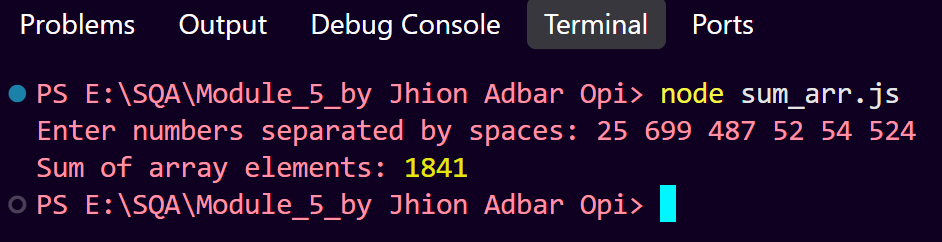 Problems Output Debug Console Terminal Ports
PS E:\SQA\Module_5_by Jhion Adbar Opi> node sum_arr.js
Enter numbers separated by spaces: 25 699 487 52 54 524
Sum of array elements: 1841
PS E:\SQA\Module_5_by Jhion Adbar Opi>